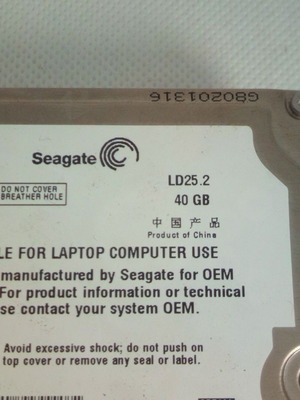 G80201316
Seagate
LD25.2
DO NOT COVER
BREATHER HOLE
40 GB
中国产品
Product of China
LE FOR LAPTOP COMPUTER USE
manufactured by Seagate for OEM
For product information or technical
se contact your system OEM.
Avoid excessive shock; do not push on
top cover or remove any seal or label.